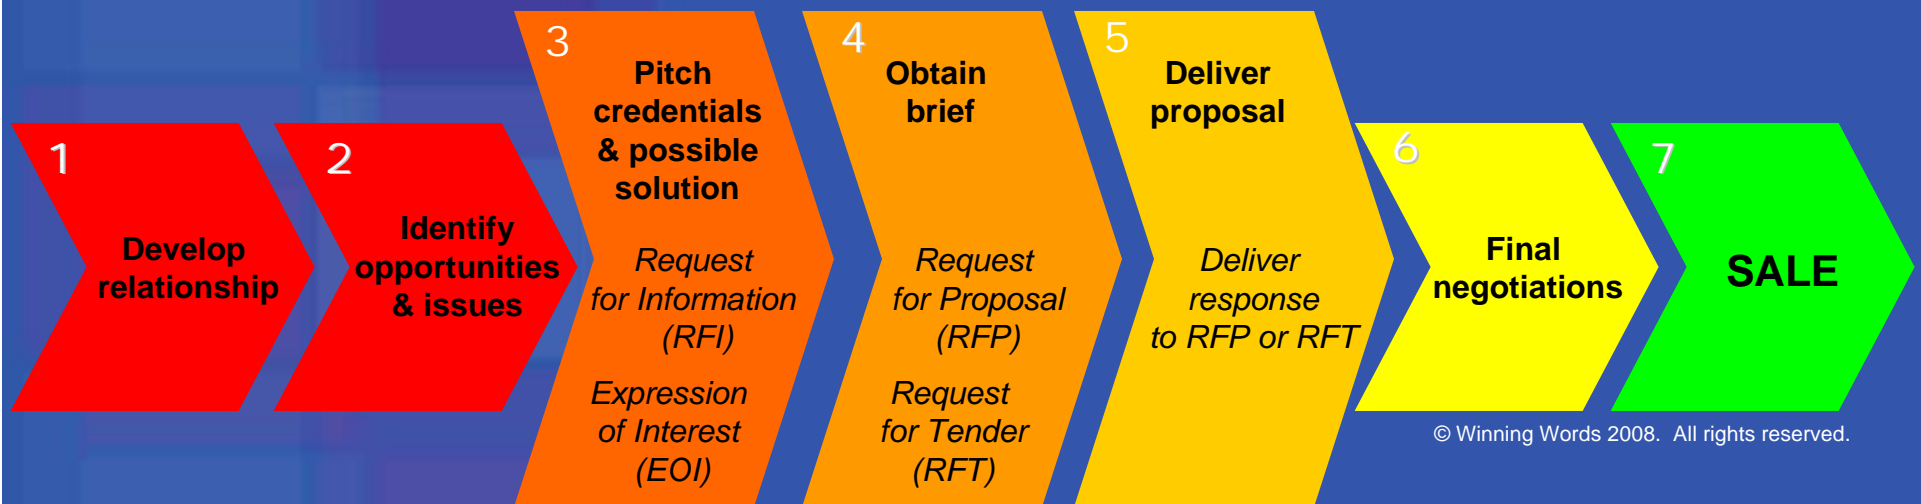 1
Develop
relationship
2
Identify
opportunities
& issues
3
Pitch
credentials
& possible
solution
Request
for Information
(RFI)
Expression
of Interest
(EOI)
4
Obtain
brief
Request
for Proposal
(RFP)
Request
for Tender
(RFT)
5
Deliver
proposal
Deliver
response
to RFP or RFT
6
Final
negotiations
7
SALE
© Winning Words 2008. All rights reserved.